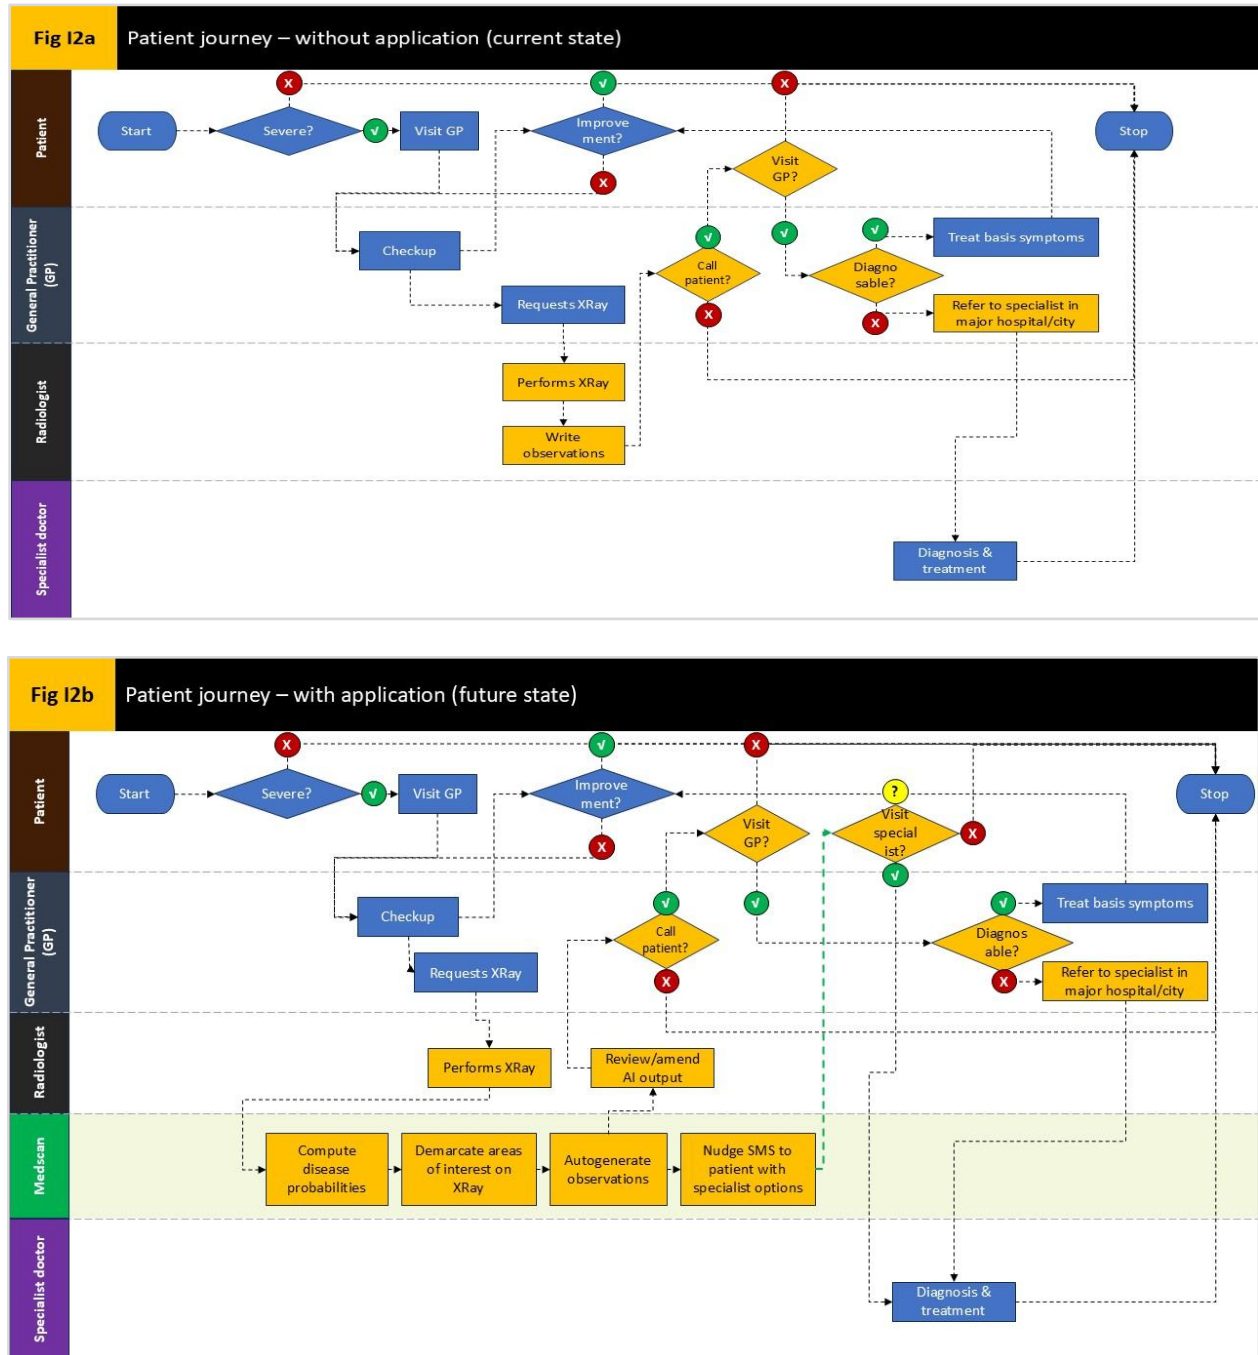 Fig I2a
Patient journey – without application (current state)
Patient
X
√
X
Start
Severe?
√
Visit GP
Improve
ment?
X
Visit
GP?
Stop
General Practitioner
(GP)
Checkup
Requests XRay
√
Call
patient?
X
√
Diagno
sable?
√
X
Treat basis symptoms
Refer to specialist in
major hospital/city
Radiologist
Performs XRay
Write
observations
Specialist doctor
Diagnosis &
treatment
Fig I2b
Patient journey – with application (future state)
Patient
X
√
X
Start
Severe?
√
Visit GP
Improve
ment?
X
Visit
GP?
?
Visit
special
ist?
X
√
Stop
General Practitioner
(GP)
Checkup
Requests XRay
√
Call
patient?
X
√
√
Diagnos
able?
X
Treat basis symptoms
Refer to specialist in
major hospital/city
Radiologist
Performs XRay
Review/amend
AI output
Medscan
Compute
disease
probabilities
Demarcate areas
of interest on
XRay
Autogenerate
observations
Nudge SMS to
patient with
specialist options
Specialist doctor
Diagnosis &
treatment